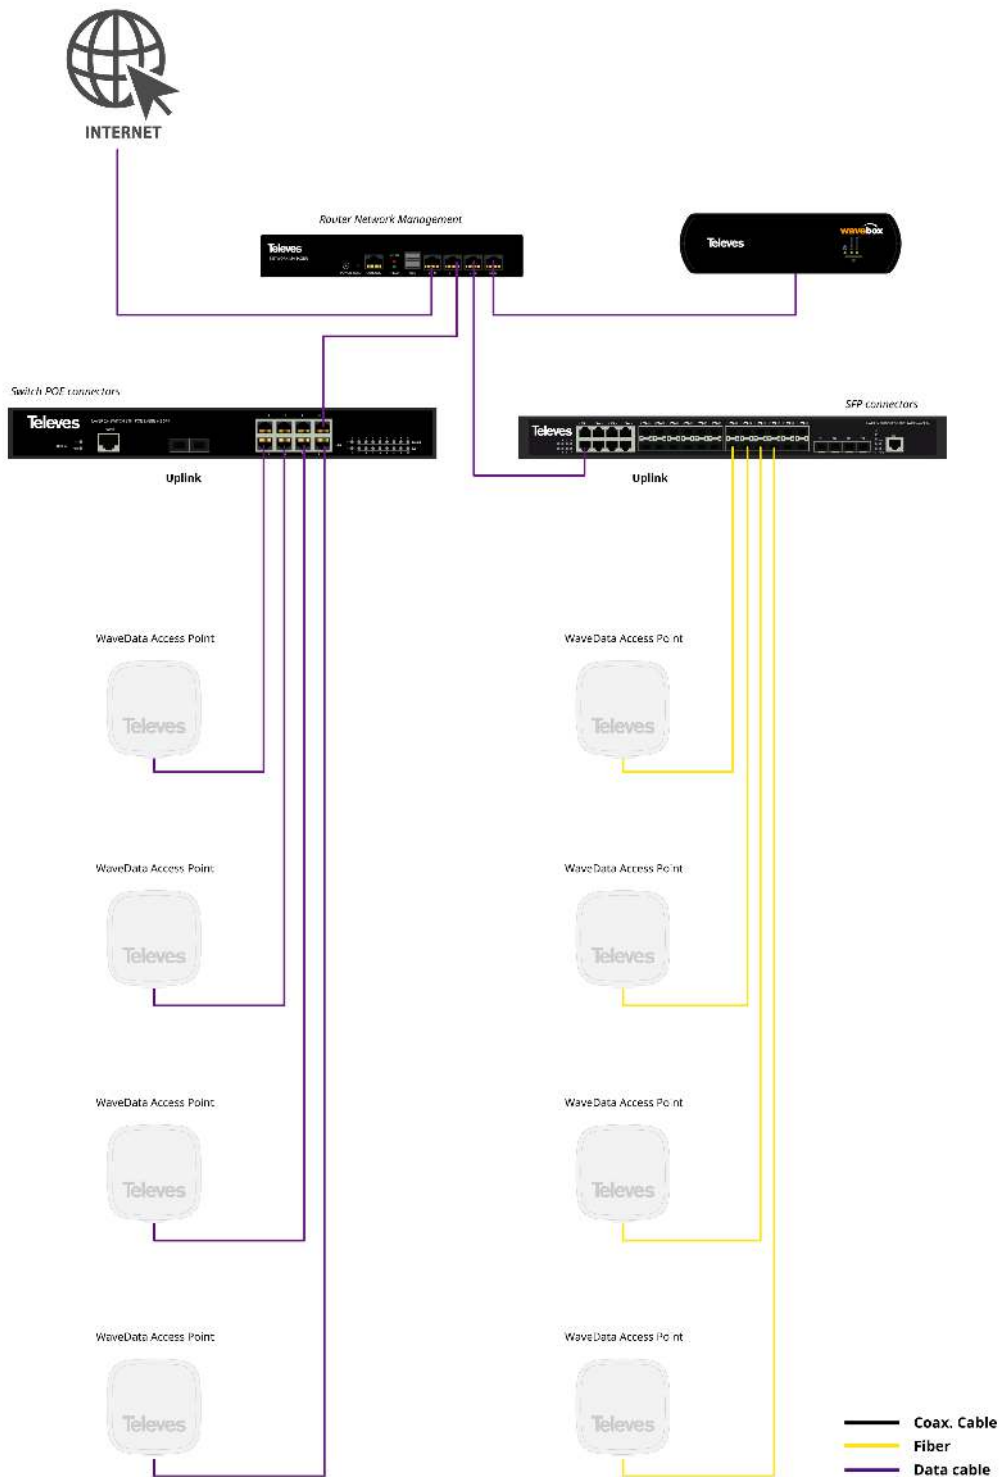 INTERNET
Router Network Management
Televes
Televes
wavebox
Switch POE connectors
SFP connectors
Televes
Televes
Uplink
Uplink
WaveData Access Point
WaveData Access Point
Televes
Televes
WaveData Access Point
WaveData Access Point
Televes
Televes
WaveData Access Point
WaveData Access Point
Televes
Televes
WaveData Access Point
WaveData Access Point
Televes
Televes
Coax. Cable
Fiber
Data cable